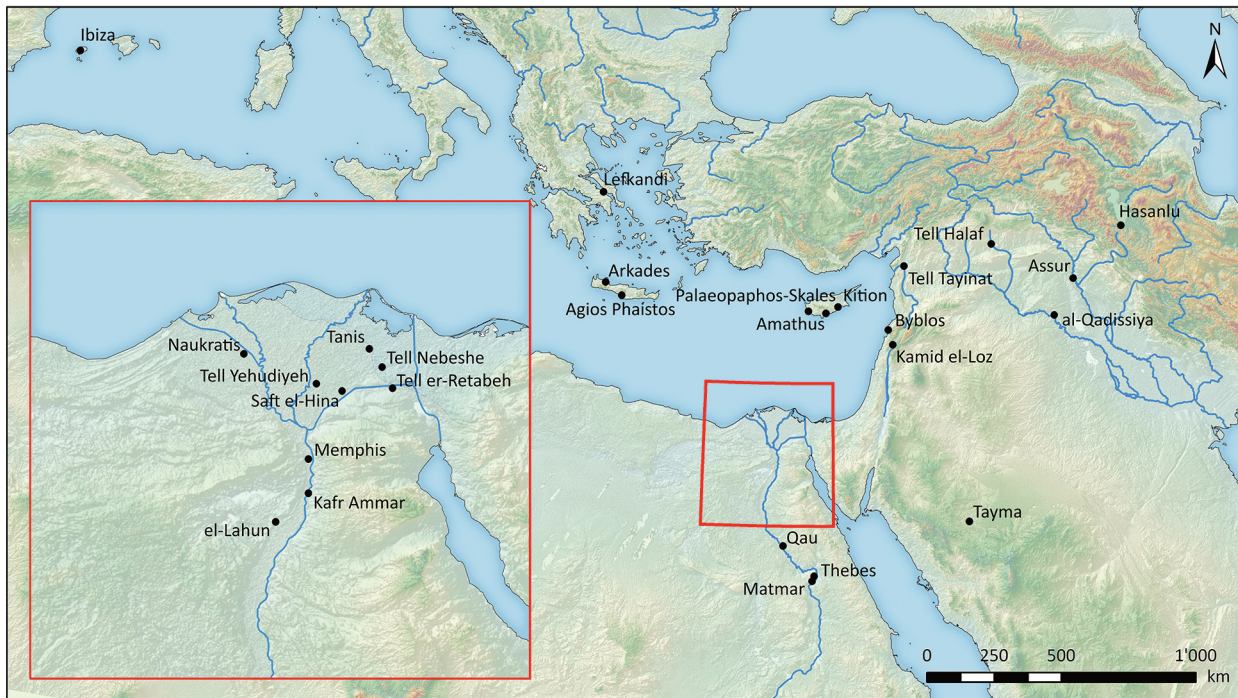 Ibiza
N
Lefkandi
Hasanlu
Tell Halaf
Arkades
Assur
Tell Tayinat
Agios Phaistos
Palaeopaphos-Skales Kition
Amathus
Byblos
al-Qadissiya
Kamid el-Loz
Naukratis
Tanis
Tell Nebeshe
Tell Yehudiyeh
Tell er-Retabeh
Saft el-Hina
Memphis
Kafr Ammar
el-Lahun
Tayma
Qau
Thebes
Matmar
0 250 500 1'000
km